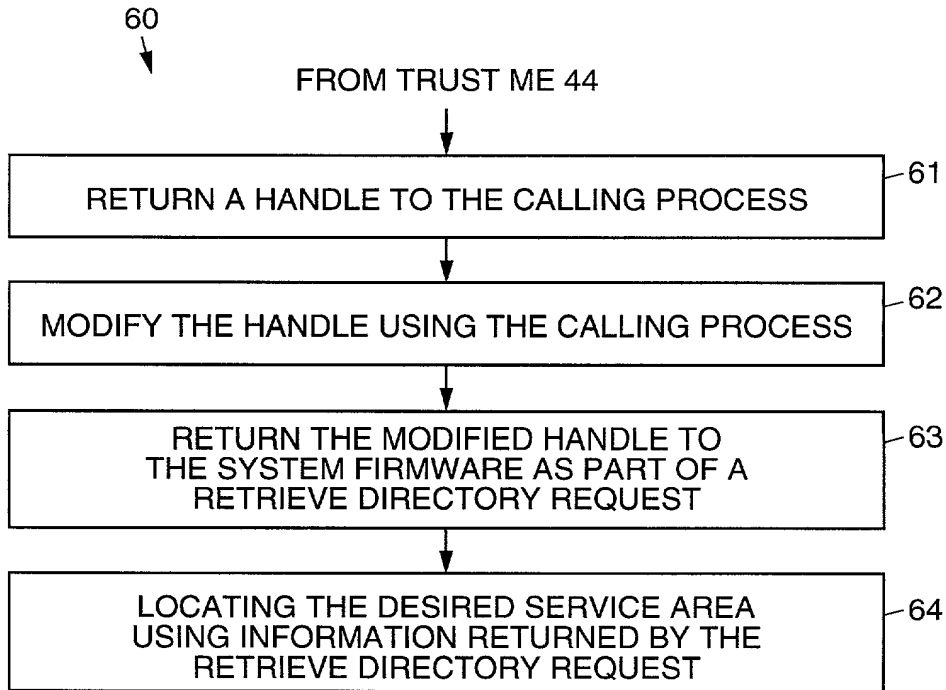 60
FROM TRUST ME 44
RETURN A HANDLE TO THE CALLING PROCESS
61
MODIFY THE HANDLE USING THE CALLING PROCESS
62
RETURN THE MODIFIED HANDLE TO
THE SYSTEM FIRMWARE AS PART OF A
RETRIEVE DIRECTORY REQUEST
63
LOCATING THE DESIRED SERVICE AREA
USING INFORMATION RETURNED BY THE
RETRIEVE DIRECTORY REQUEST
64